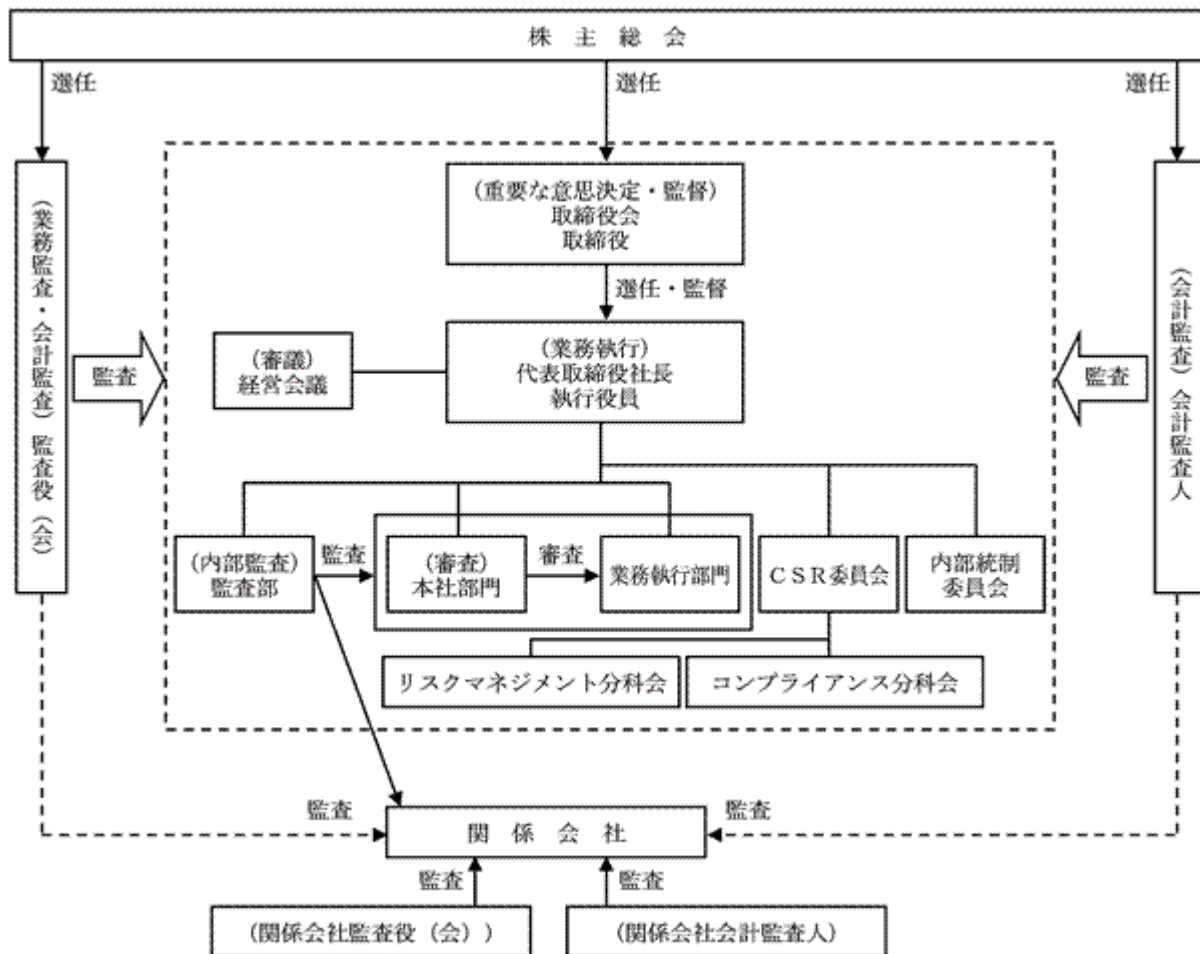 株主総会
選任
選任
選任
(業務監査・会計監査)監査役(会)
(重要な意思決定・監督)
取締役会
取締役
(会計監査)会計監査人
選任・監督
監査
(審議)
経営会議
(業務執行)
代表取締役社長
執行役員
監査
(内部監査)
監査部
監査
(審査)
本社部門
審査
業務執行部門
CSR委員会
内部統制
委員会
リスクマネジメント分科会
コンプライアンス分科会
監査
関係会社
監査
監査
監査
(関係会社監査役(会))
(関係会社会計監査人)